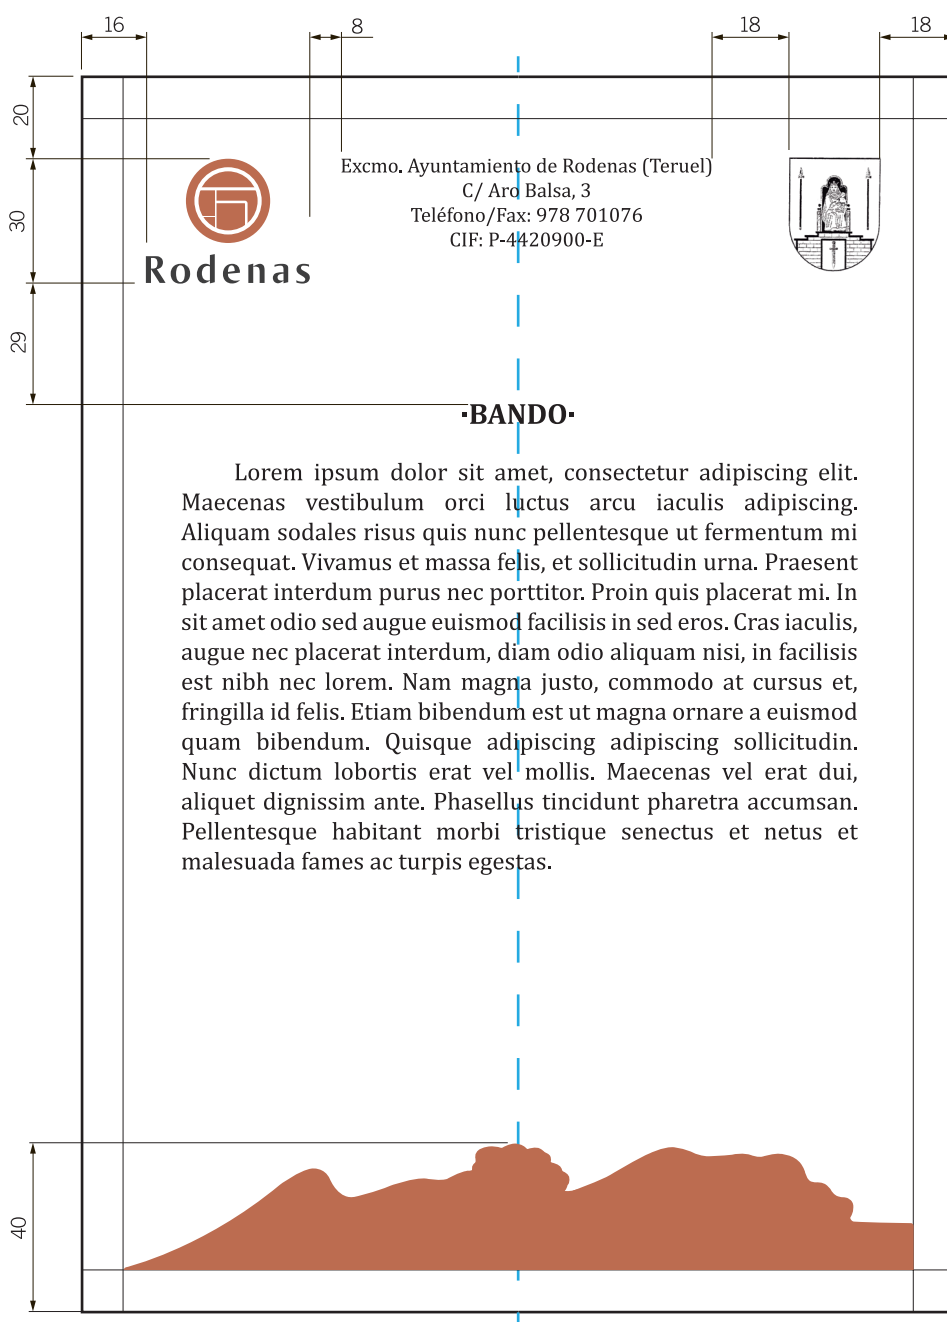 16
8
18
18
20
30
29
40
Rodenas
Excmo. Ayuntamiento de Rodenas (Teruel)
C/ Aro Balsa, 3
Teléfono/Fax: 978 701076
CIF: P-4420900-E
·BANDO·
Lorem ipsum dolor sit amet, consectetur adipiscing elit.
Maecenas vestibulum orci luctus arcu iaculis adipiscing.
Aliquam sodales risus quis nunc pellentesque ut fermentum mi
consequat. Vivamus et massa felis, et sollicitudin urna. Praesent
placerat interdum purus nec porttitor. Proin quis placerat mi. In
sit amet odio sed augue euismod facilisis in sed eros. Cras iaculis,
augue nec placerat interdum, diam odio aliquam nisi, in facilisis
est nibh nec lorem. Nam magna justo, commodo at cursus et,
fringilla id felis. Etiam bibendum est ut magna ornare a euismod
quam bibendum. Quisque adipiscing adipiscing sollicitudin.
Nunc dictum lobortis erat vel mollis. Maecenas vel erat dui,
aliquet dignissim ante. Phasellus tincidunt pharetra accumsan.
Pellentesque habitant morbi tristique senectus et netus et
malesuada fames ac turpis egestas.